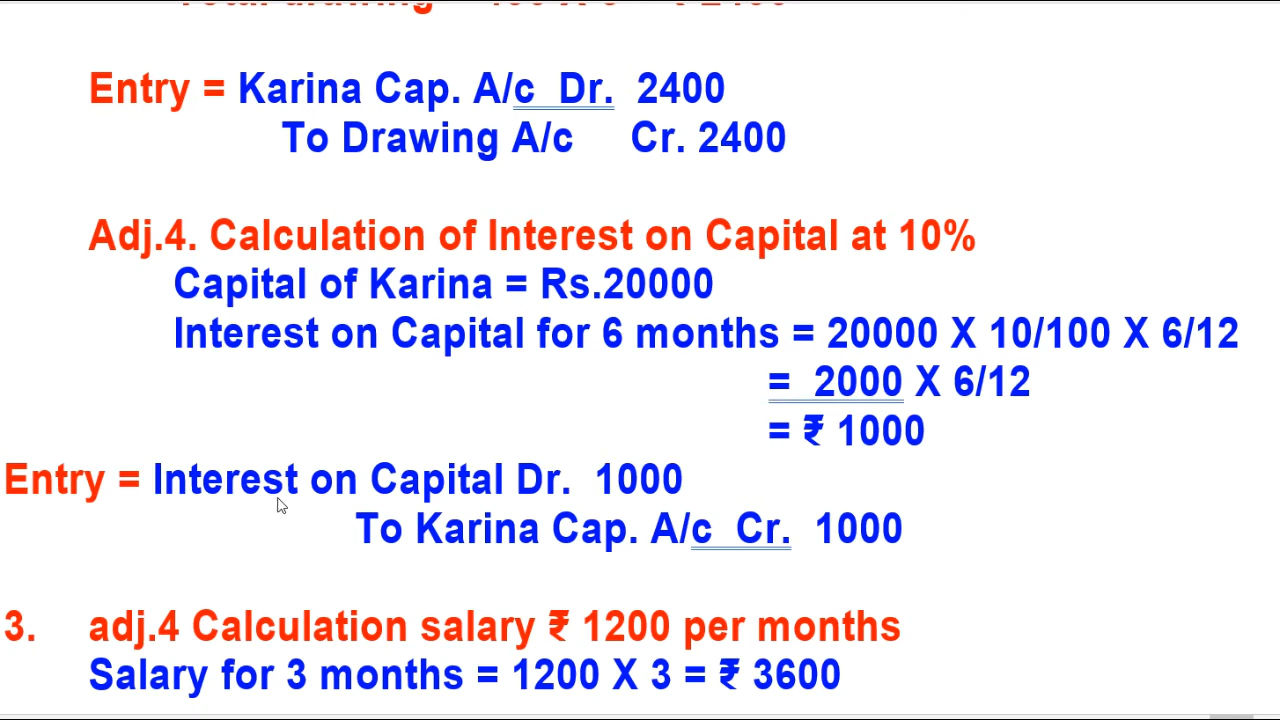 Entry = Karina Cap. A/c Dr. 2400
To Drawing A/c Cr. 2400
Adj.4. Calculation of Interest on Capital at 10%
Capital of Karina = Rs.20000
Interest on Capital for 6 months = 20000 X 10/100 X 6/12
= 2000 X 6/12
= ₹ 1000
Entry = Interest on Capital Dr. 1000
To Karina Cap. A/c Cr. 1000
3. adj.4 Calculation salary ₹ 1200 per months
Salary for 3 months = 1200 X 3 = ₹ 3600